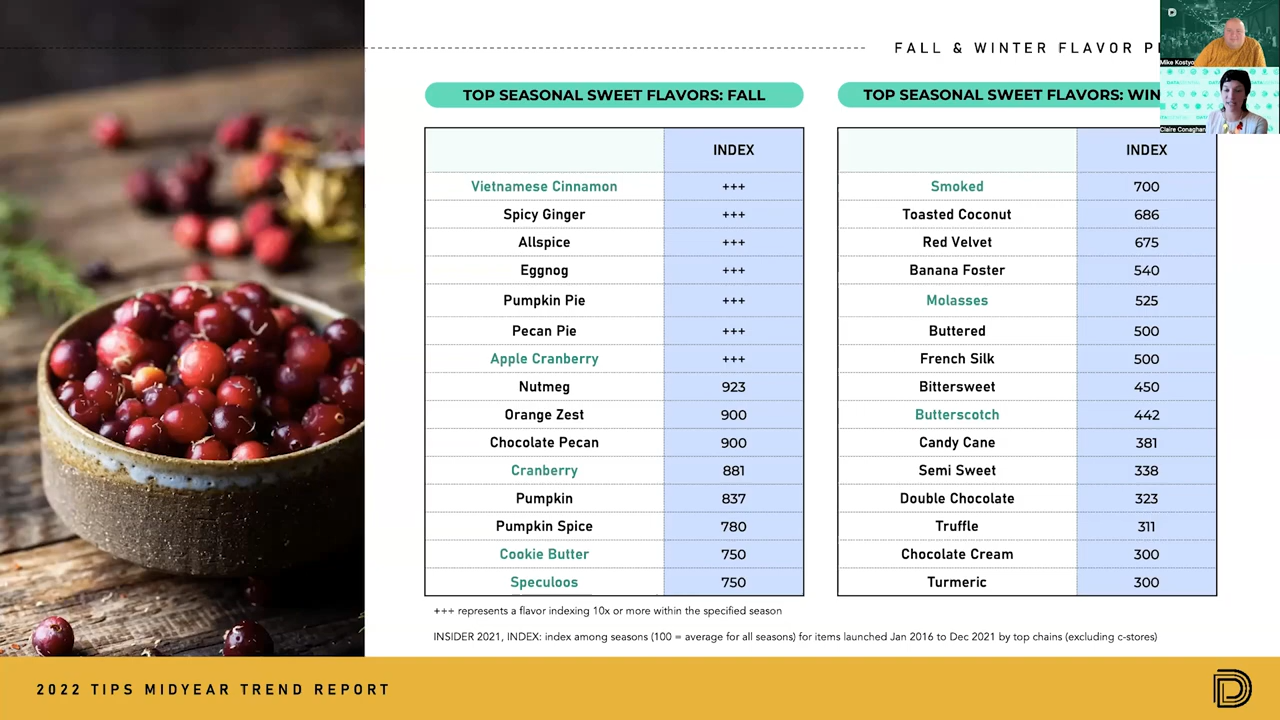 FALL & WINTER FLAVOR
Mike Kostyo
Claire Conaghan
TOP SEASONAL SWEET FLAVORS: FALL
INDEX
Vietnamese Cinnamon +++
Spicy Ginger +++
Allspice +++
Eggnog +++
Pumpkin Pie +++
Pecan Pie +++
Apple Cranberry +++
Nutmeg 923
Orange Zest 900
Chocolate Pecan 900
Cranberry 881
Pumpkin 837
Pumpkin Spice 780
Cookie Butter 750
Speculoos 750
TOP SEASONAL SWEET FLAVORS: WIN
INDEX
Smoked 700
Toasted Coconut 686
Red Velvet 675
Banana Foster 540
Molasses 525
Buttered 500
French Silk 500
Bittersweet 450
Butterscotch 442
Candy Cane 381
Semi Sweet 338
Double Chocolate 323
Truffle 311
Chocolate Cream 300
Turmeric 300
+++ represents a flavor indexing 10x or more within the specified season
INSIDER 2021, INDEX: index among seasons (100 = average for all seasons) for items launched Jan 2016 to Dec 2021 by top chains (excluding c-stores)
2022 TIPS MIDYEAR TREND REPORT